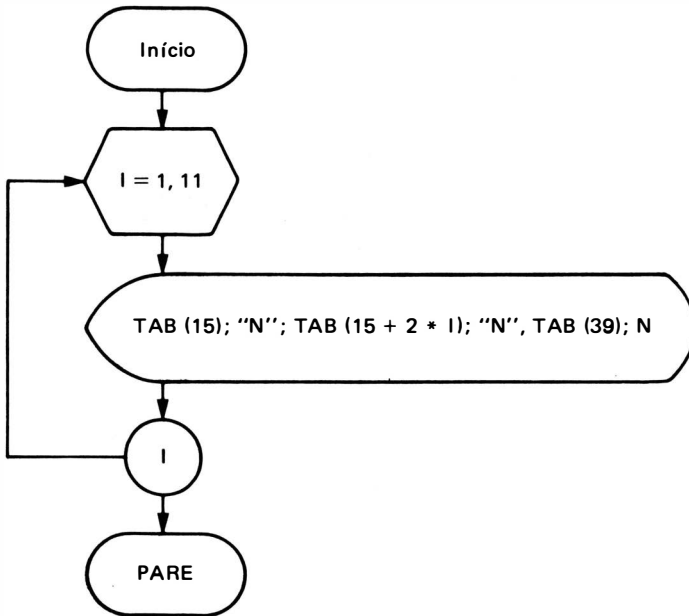 Início
I = 1, 11
TAB (15); “N”; TAB (15 + 2 * I); “N”, TAB (39); N
I
PARE